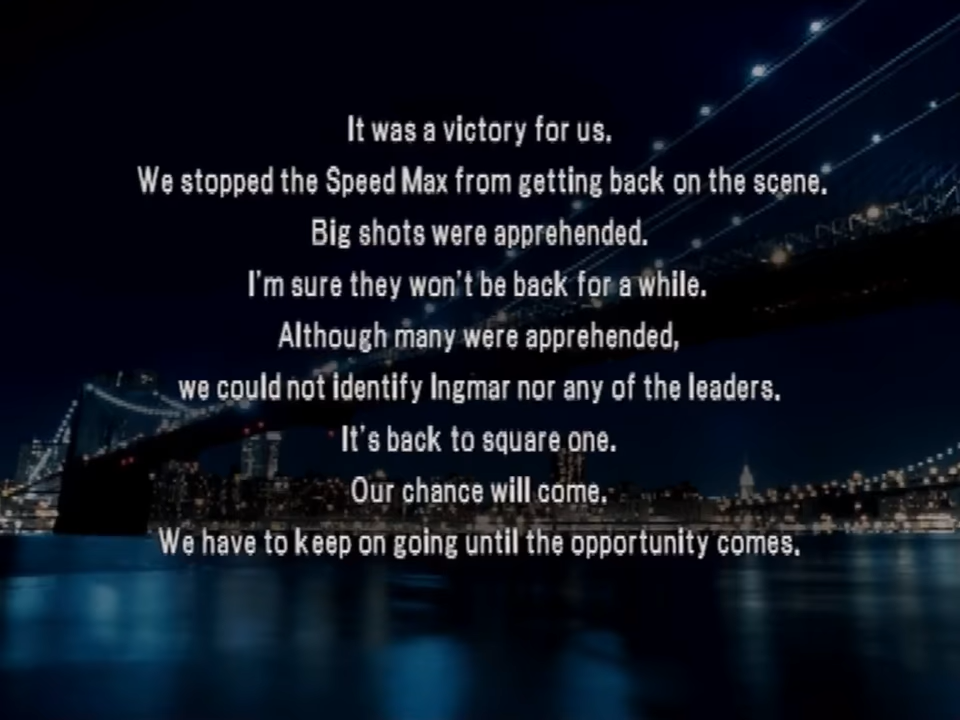 It was a victory for us.
We stopped the Speed Max from getting back on the scene.
Big shots were apprehended.
I'm sure they won't be back for a while.
Although many were apprehended,
we could not identify Ingmar nor any of the leaders.
It's back to square one.
Our chance will come.
We have to keep on going until the opportunity comes.